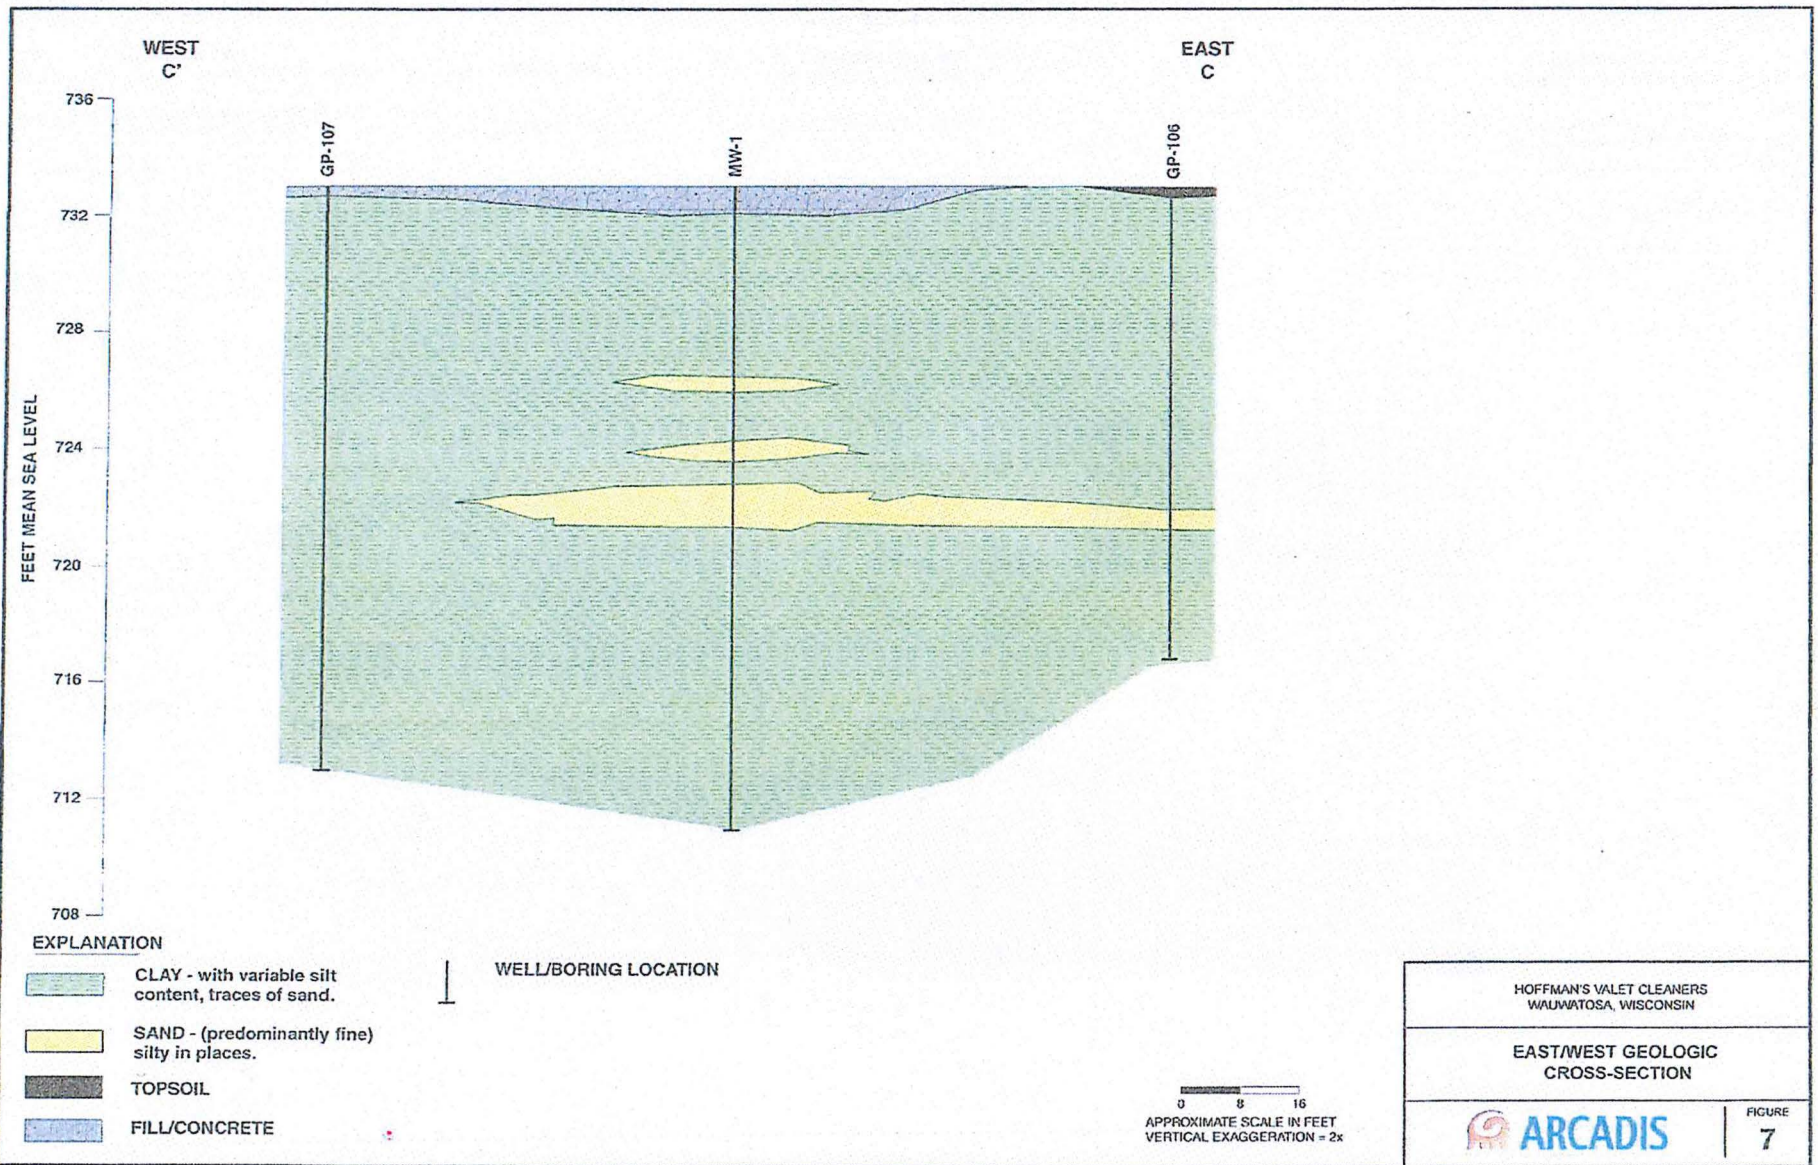 WEST
C'
EAST
C
736
732
728
724
720
716
712
708
FEET MEAN SEA LEVEL
GP-107
MW-1
GP-106
EXPLANATION
CLAY - with variable silt
content, traces of sand.
SAND - (predominantly fine)
silty in places.
TOPSOIL
FILL/CONCRETE
WELL/BORING LOCATION
0 8 16
APPROXIMATE SCALE IN FEET
VERTICAL EXAGGERATION = 2x
HOFFMAN'S VALET CLEANERS
WAUWATOSA, WISCONSIN
EAST/WEST GEOLOGIC
CROSS-SECTION
ARCADIS
FIGURE
7